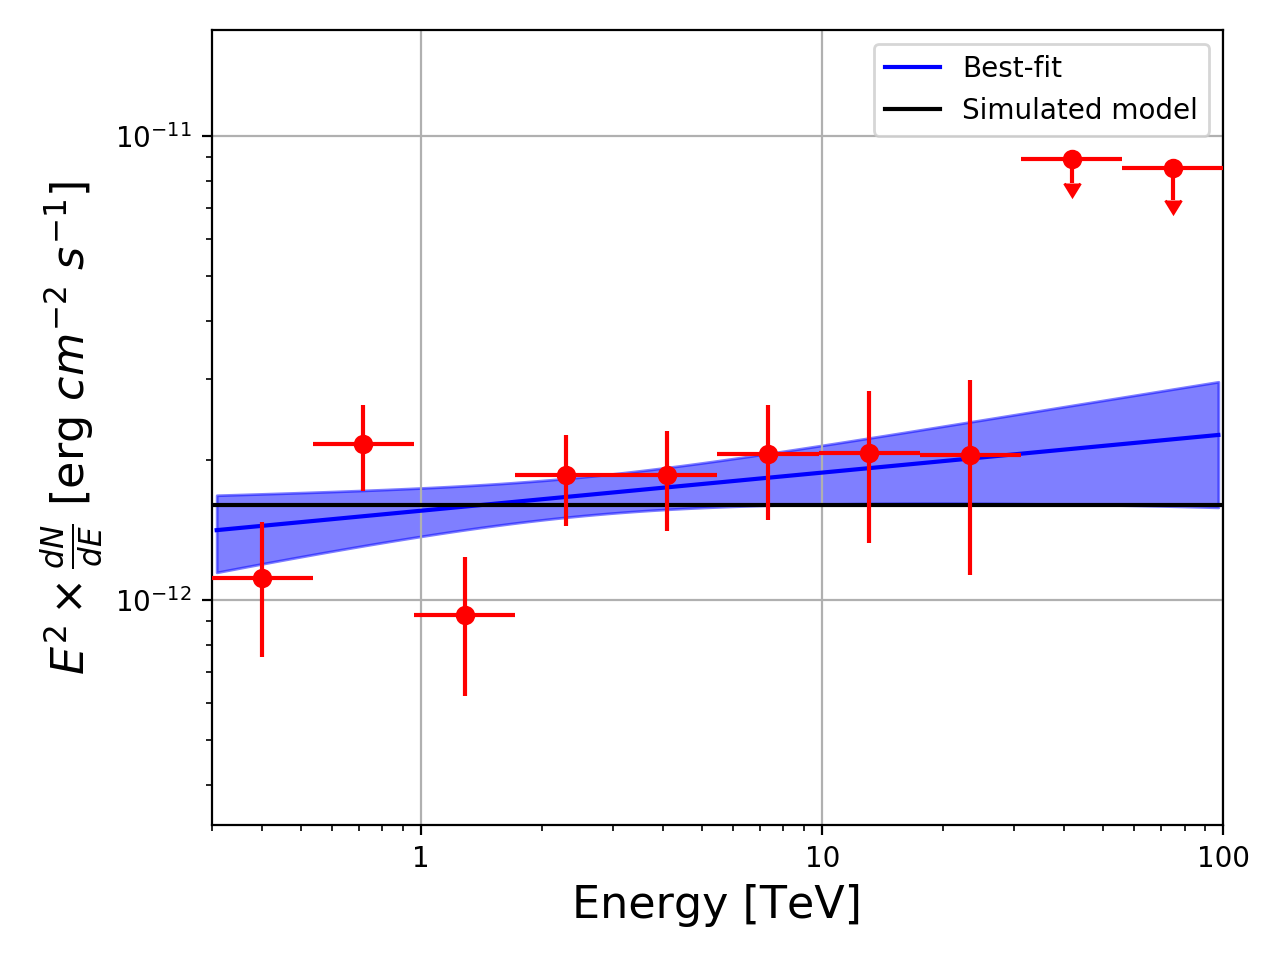 Best-fit
Simulated model
10⁻¹¹
10⁻¹²
E² × dN/dE [erg cm⁻² s⁻¹]
1 10 100
Energy [TeV]